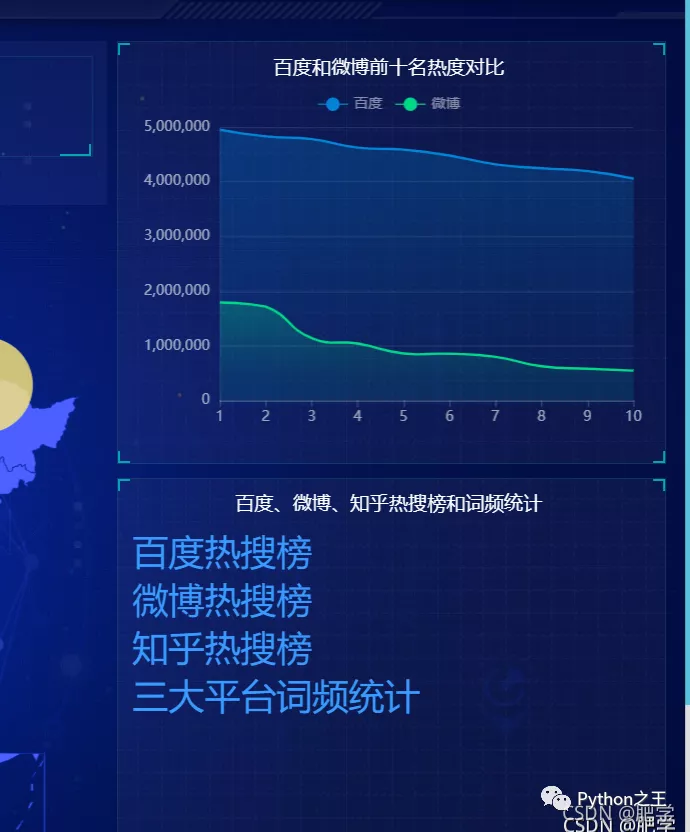 百度和微博前十名热度对比
百度 微博
5,000,000
4,000,000
3,000,000
2,000,000
1,000,000
0
1 2 3 4 5 6 7 8 9 10
百度、微博、知乎热搜榜和词频统计
百度热搜榜
微博热搜榜
知乎热搜榜
三大平台词频统计
Python之王
CSDN @肥学
CSDN @肥学